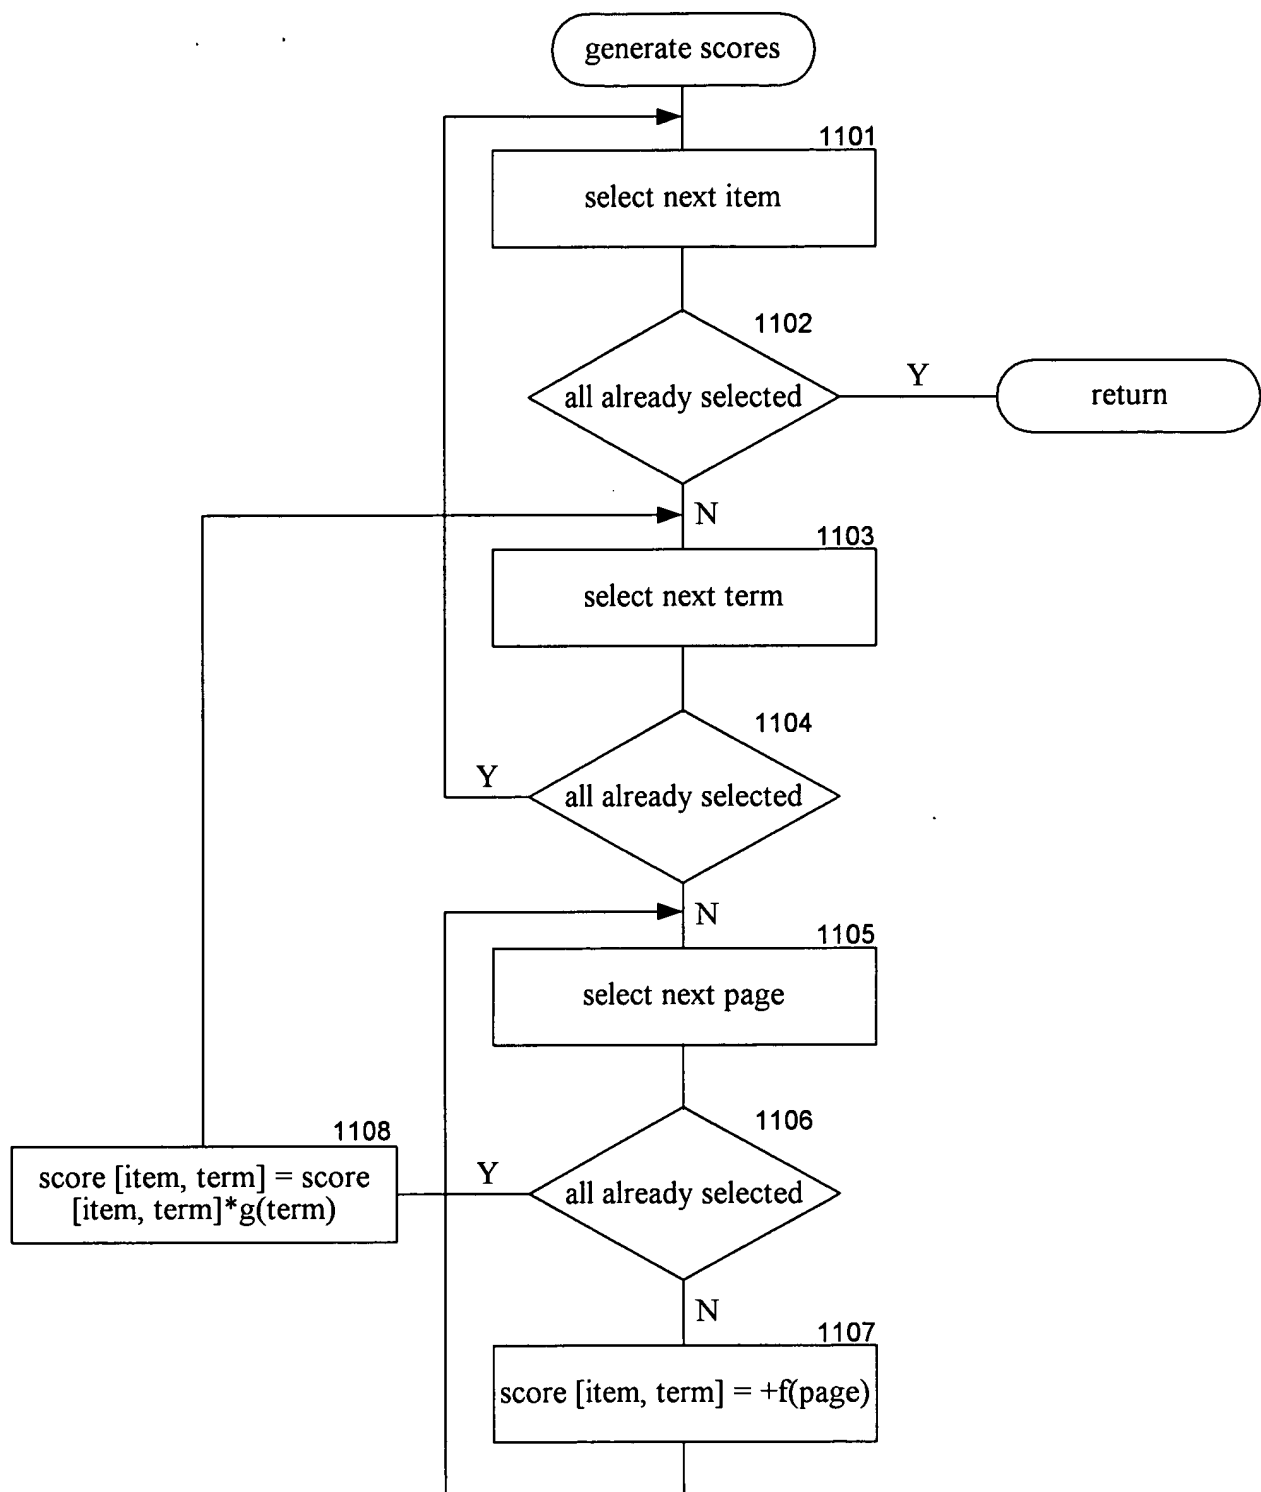 generate scores
1101
select next item
1102
all already selected
Y
return
N
1103
select next term
1104
Y
all already selected
N
1105
select next page
1106
1108
score [item, term] = score
[item, term]*g(term)
Y
all already selected
N
1107
score [item, term] = +f(page)